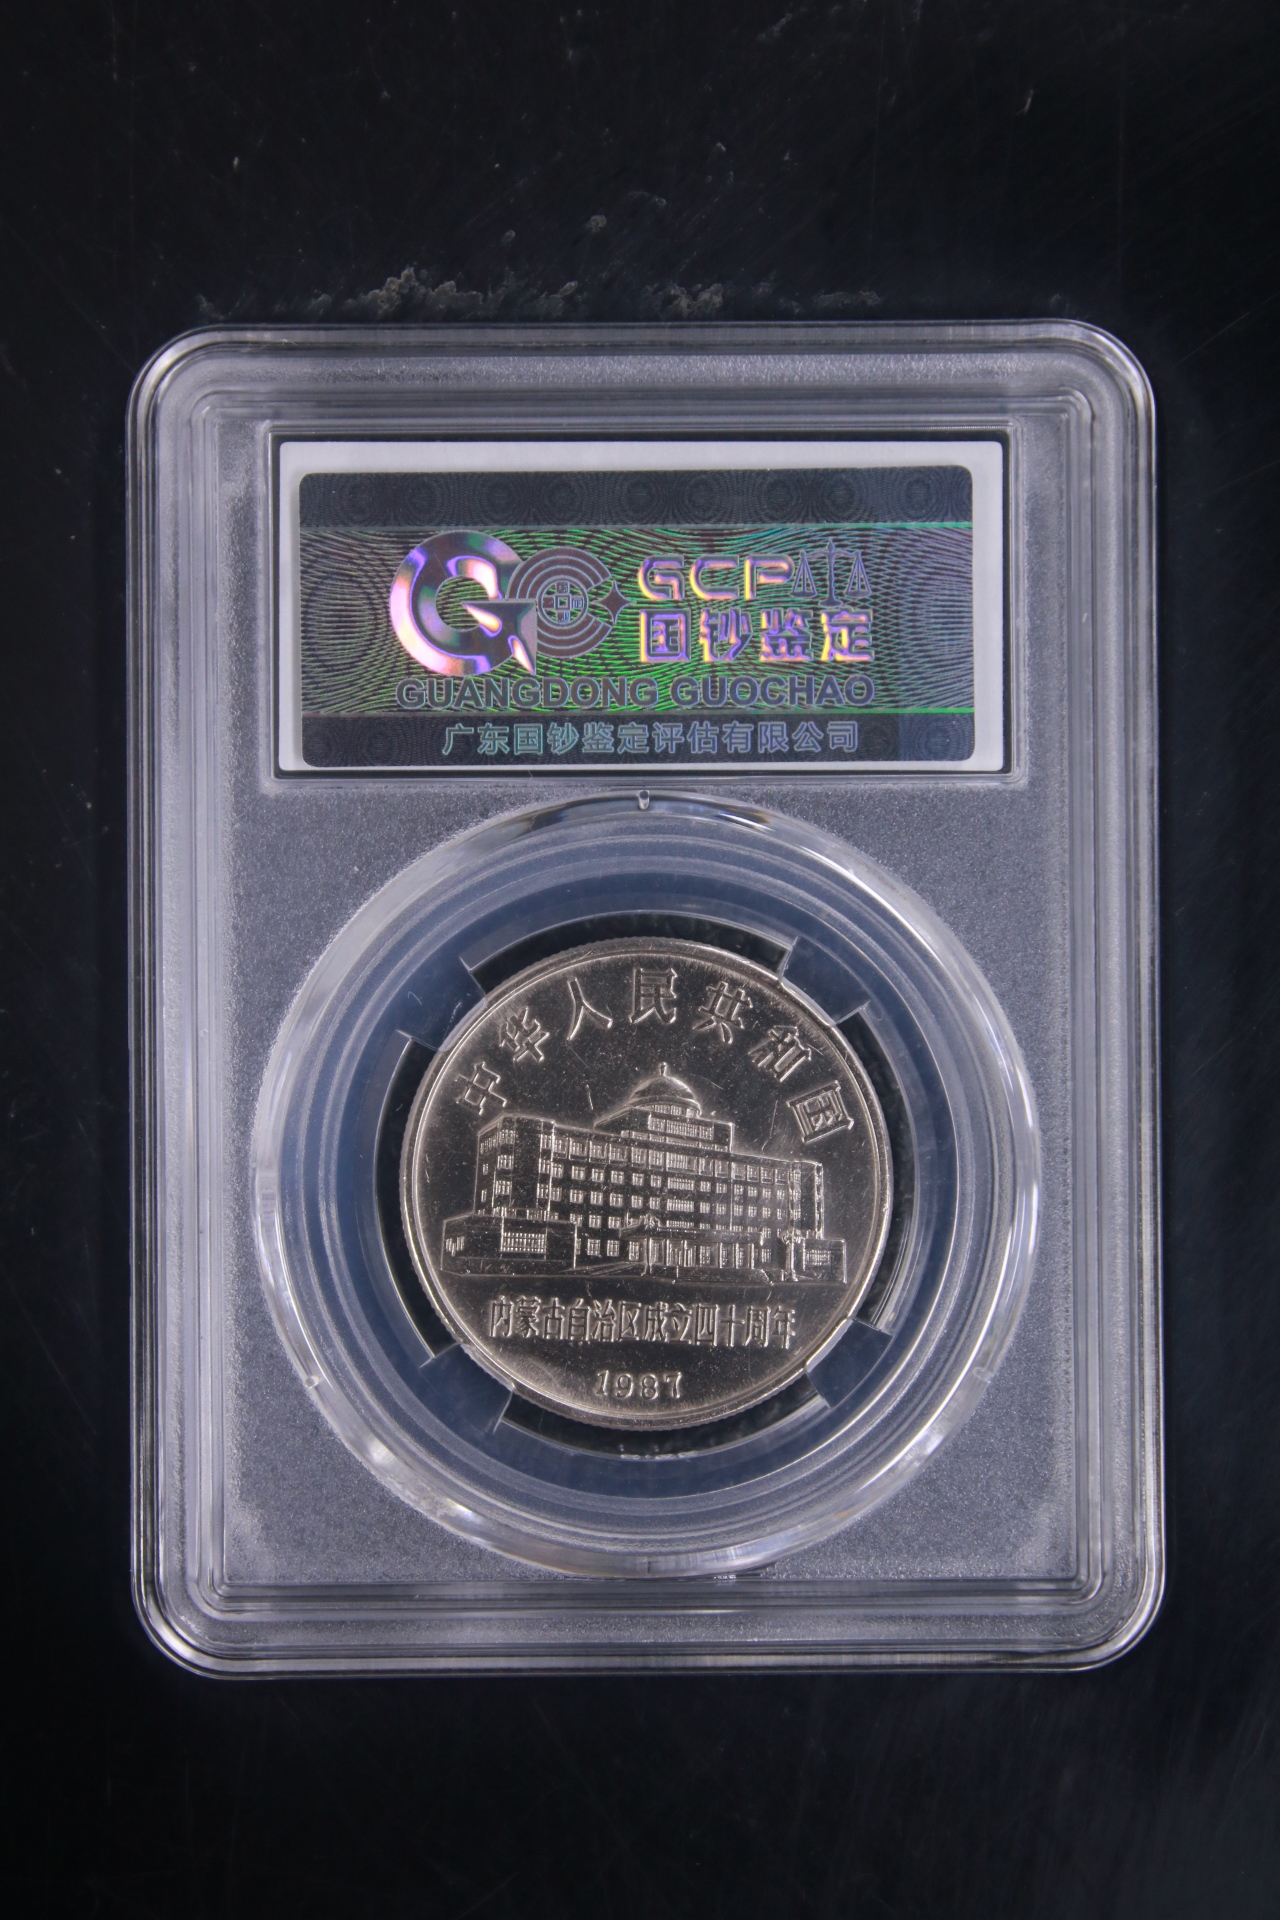 GCP
国钞鉴定
GUANGDONG GUOCHAO
广东国钞鉴定评估有限公司
中华人民共和国
内蒙古自治区成立四十周年
1987